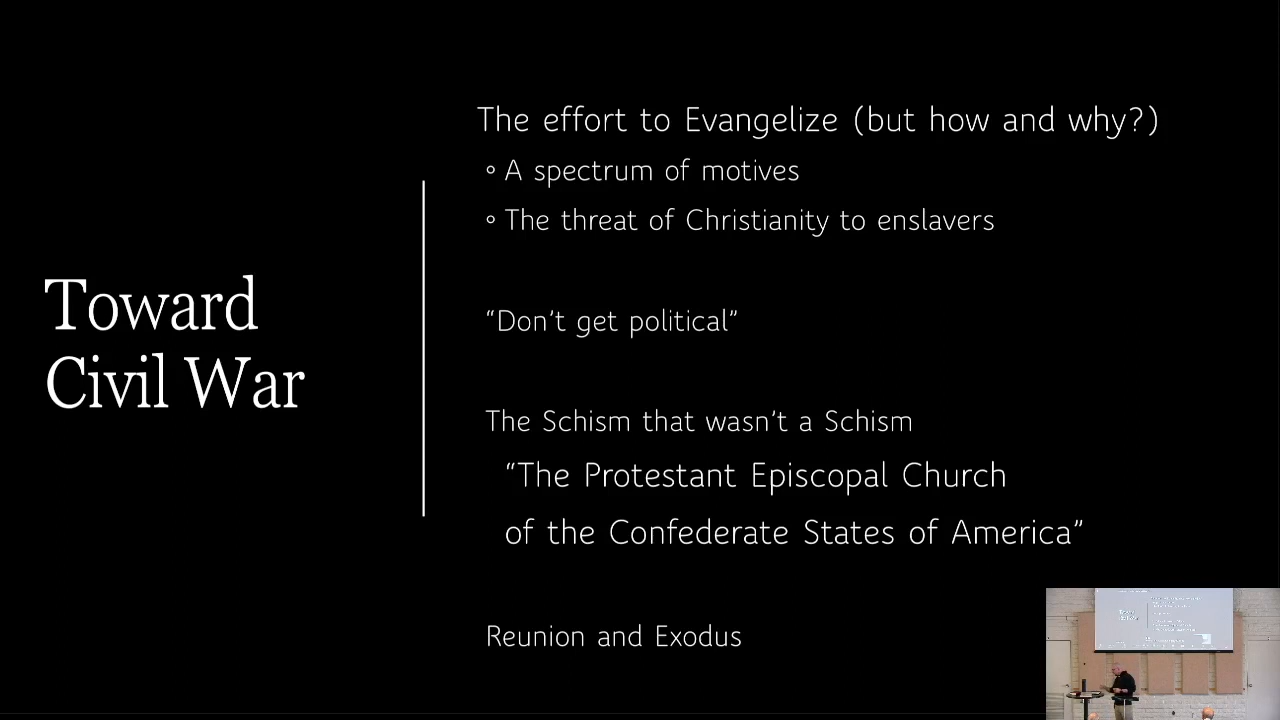 Toward
Civil War
The effort to Evangelize (but how and why?)
◦ A spectrum of motives
◦ The threat of Christianity to enslavers
“Don’t get political”
The Schism that wasn’t a Schism
“The Protestant Episcopal Church
of the Confederate States of America”
Reunion and Exodus